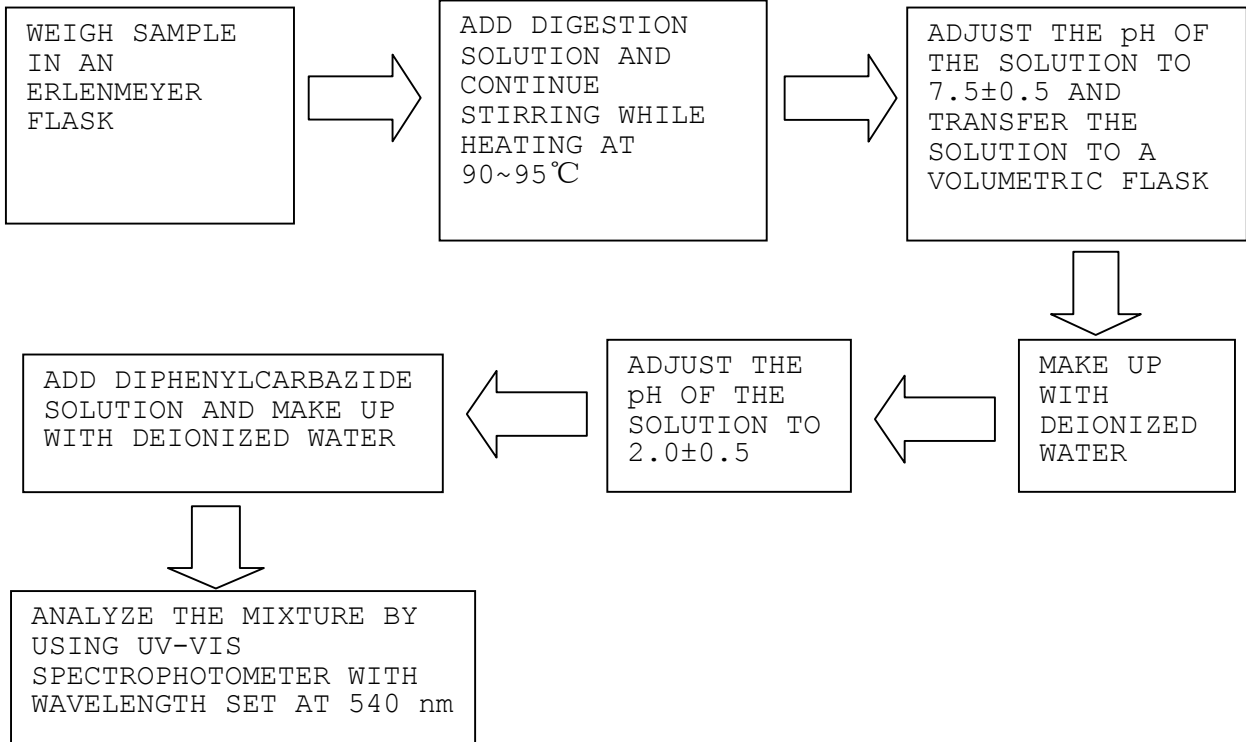 WEIGH SAMPLE
IN AN
ERLENMEYER
FLASK
ADD DIGESTION
SOLUTION AND
CONTINUE
STIRRING WHILE
HEATING AT
90~95℃
ADJUST THE pH OF
THE SOLUTION TO
7.5±0.5 AND
TRANSFER THE
SOLUTION TO A
VOLUMETRIC FLASK
MAKE UP
WITH
DEIONIZED
WATER
ADJUST THE
pH OF THE
SOLUTION TO
2.0±0.5
ADD DIPHENYLCARBAZIDE
SOLUTION AND MAKE UP
WITH DEIONIZED WATER
ANALYZE THE MIXTURE BY
USING UV-VIS
SPECTROPHOTOMETER WITH
WAVELENGTH SET AT 540 nm